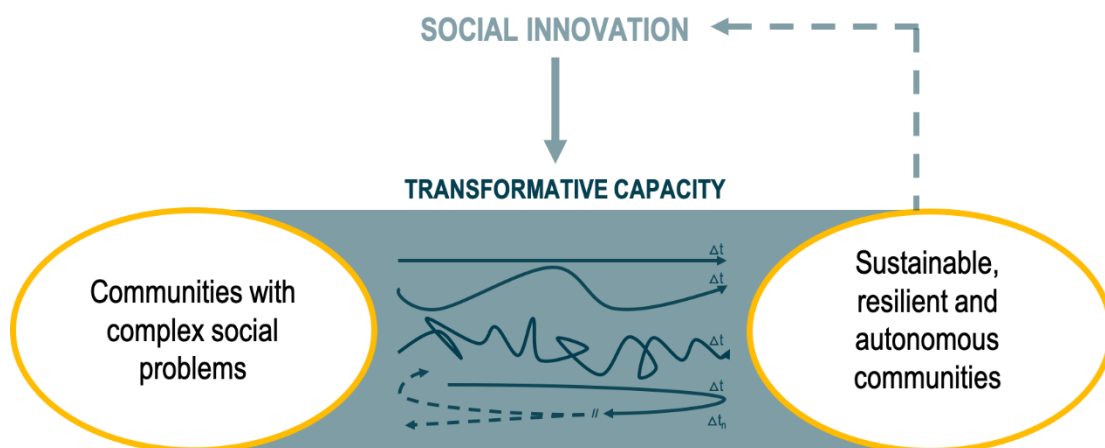 SOCIAL INNOVATION
TRANSFORMATIVE CAPACITY
Communities with
complex social
problems
Δt
Δt
Δt
Δt
//
Δtn
Sustainable,
resilient and
autonomous
communities